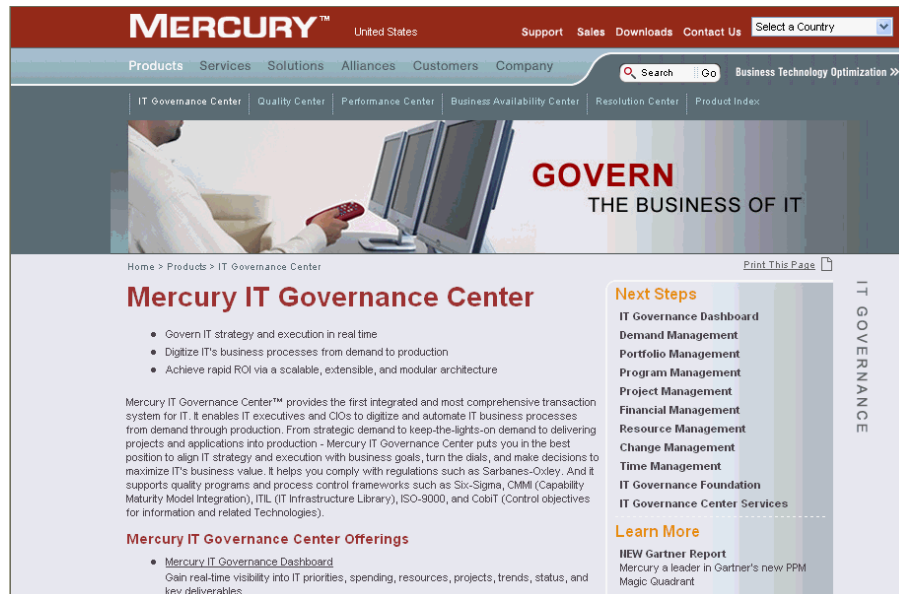 MERCURY™
United States
Support Sales Downloads Contact Us Select a Country
Products Services Solutions Alliances Customers Company
Search Go Business Technology Optimization »
IT Governance Center Quality Center Performance Center Business Availability Center Resolution Center Product Index
GOVERN
THE BUSINESS OF IT
Home > Products > IT Governance Center
Print This Page
Mercury IT Governance Center
• Govern IT strategy and execution in real time
• Digitize IT's business processes from demand to production
• Achieve rapid ROI via a scalable, extensible, and modular architecture
Mercury IT Governance Center™ provides the first integrated and most comprehensive transaction
system for IT. It enables IT executives and CIOs to digitize and automate IT business processes
from demand through production. From strategic demand to keep-the-lights-on demand to delivering
projects and applications into production - Mercury IT Governance Center puts you in the best
position to align IT strategy and execution with business goals, turn the dials, and make decisions to
maximize IT's business value. It helps you comply with regulations such as Sarbanes-Oxley. And it
supports quality programs and process control frameworks such as Six-Sigma, CMMI (Capability
Maturity Model Integration), ITIL (IT Infrastructure Library), ISO-9000, and CobiT (Control objectives
for information and related Technologies).
Mercury IT Governance Center Offerings
• Mercury IT Governance Dashboard
Gain real-time visibility into IT priorities, spending, resources, projects, trends, status, and
key deliverables
Next Steps
IT Governance Dashboard
Demand Management
Portfolio Management
Program Management
Project Management
Financial Management
Resource Management
Change Management
Time Management
IT Governance Foundation
IT Governance Center Services
Learn More
NEW Gartner Report
Mercury a leader in Gartner's new PPM
Magic Quadrant
IT GOVERNANCE